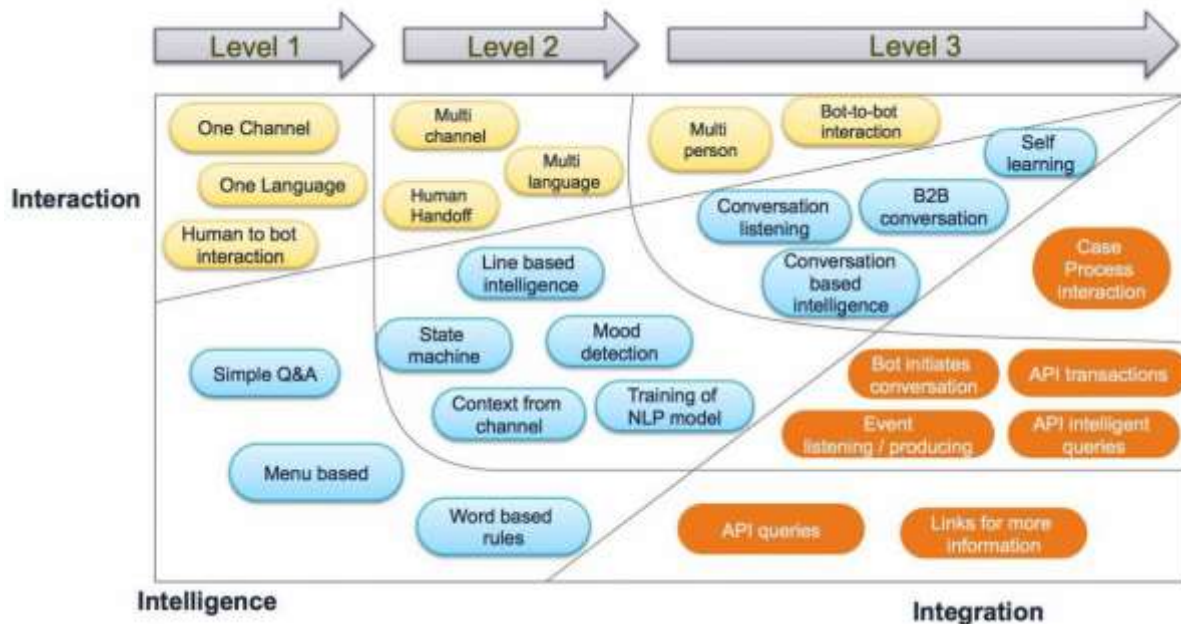 Level 1
Level 2
Level 3
One Channel
One Language
Human to bot
interaction
Multi
channel
Multi
language
Human
Handoff
Multi
person
Bot-to-bot
interaction
Self
learning
Interaction
Conversation
listening
B2B
conversation
Conversation
based
intelligence
Case
Process
interaction
Line based
intelligence
State
machine
Mood
detection
Simple Q&A
Context from
channel
Training of
NLP model
Bot initiates
conversation
API transactions
Event
listening / producing
API intelligent
queries
Menu based
Word based
rules
API queries
Links for more
information
Intelligence
Integration